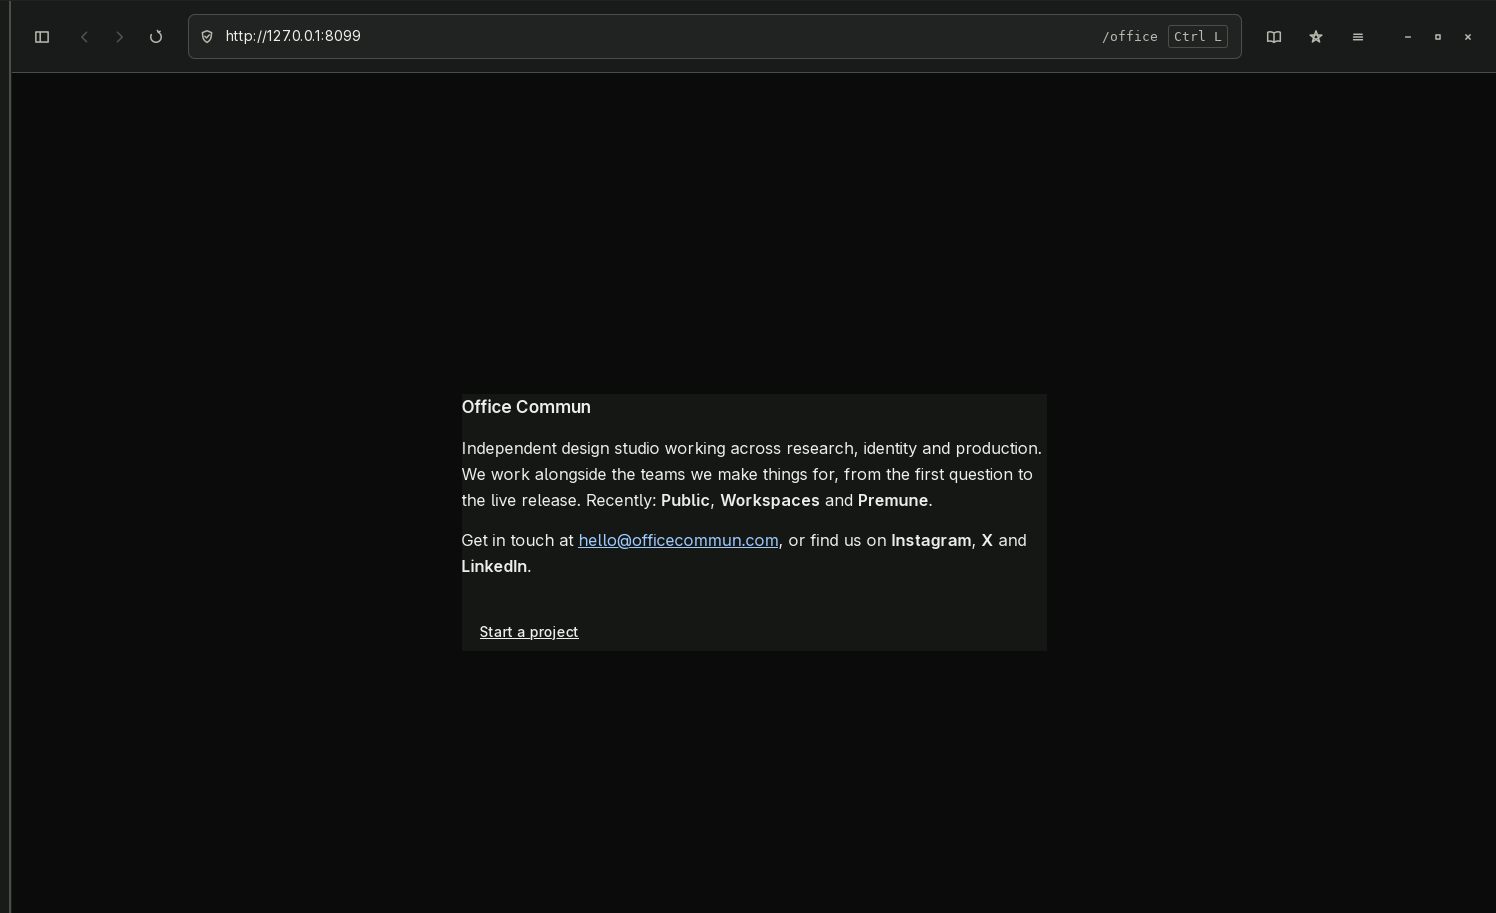 http://127.0.0.1:8099
/office Ctrl L
Office Commun
Independent design studio working across research, identity and production.
We work alongside the teams we make things for, from the first question to
the live release. Recently: Public, Workspaces and Premune.
Get in touch at hello@officecommun.com, or find us on Instagram, X and
LinkedIn.
Start a project